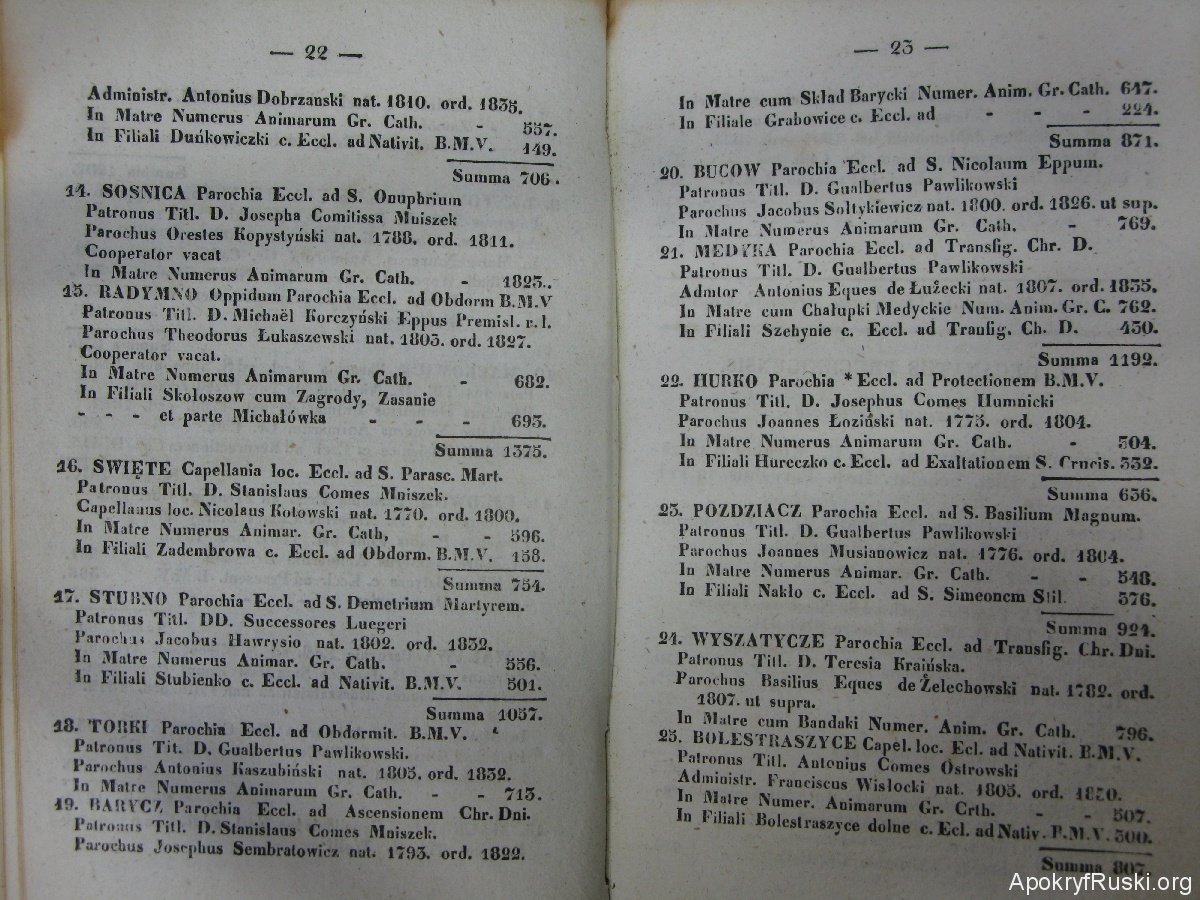 — 22 —
Administr. Antonius Dobrzanski nat. 1810. ord. 1835.
In Matre Numerus Animarum Gr. Cath. - 557.
In Filiali Duńkowiczki c. Eccl. ad Nativit. B.M.V. 149.
Summa 706.
14. SOSNICA Parochia Eccl. ad S. Onuphrium
Patronus Titl. D. Josepha Comitissa Mniszek
Parochus Orestes Kopystyński nat. 1788. ord. 1811.
Cooperator vacat
In Matre Numerus Animarum Gr. Cath. - 1823..
15. RADYMNO Oppidum Parochia Eccl. ad Obdorm B.M.V
Patronus Titl. D. Michaël Korczyński Eppus Premisl. r. l.
Parochus Theodorus Łukaszewski nat. 1803. ord. 1827.
Cooperator vacat.
In Matre Numerus Animarum Gr. Cath. - 682.
In Filiali Skołoszow cum Zagrody, Zasanie
- - - et parte Michałówka - - - 693.
Summa 1375.
16. SWIĘTE Capellania loc. Eccl. ad S. Parasc. Mart.
Patronus Titl. D. Stanislaus Comes Mniszek.
Capellanus loc. Nicolaus Kotowski nat. 1770. ord. 1800.
In Matre Numerus Animar. Gr. Cath, - - 596.
In Filiali Zadembrowa c. Eccl. ad Obdorm. B.M.V. 158.
Summa 754.
17. STUBNO Parochia Eccl. ad S. Demetrium Martyrem.
Patronus Titl. DD. Successores Luegeri
Parochus Jacobus Hawrysio nat. 1802. ord. 1832.
In Matre Numerus Animar. Gr. Cath. - 556.
In Filiali Stubienko c. Eccl. ad Nativit. B.M.V. 501.
Summa 1057.
18. TORKI Parochia Eccl. ad Obdormit. B.M.V.
Patronus Tit. D. Gualbertus Pawlikowski.
Parochus Antonius Kaszubiński nat. 1805. ord. 1832.
In Matre Numerus Animarum Gr. Cath. - - 713.
19. BARYCZ Parochia Eccl. ad Ascensionem Chr. Dni.
Patronus Titl. D. Stanislaus Comes Mniszek.
Parochus Josephus Sembratowicz nat. 1793. ord. 1822.
— 23 —
In Matre cum Skład Barycki Numer. Anim. Gr. Cath. 647.
In Filiale Grabowice c. Eccl. ad - - - 224.
Summa 871.
20. BUCOW Parochia Eccl. ad S. Nicolaum Eppum.
Patronus Titl. D. Gualbertus Pawlikowski
Parochus Jacobus Sołtykiewicz nat. 1800. ord. 1826. ut sup.
In Matre Numerus Animarum Gr. Cath. - 769.
21. MEDYKA Parochia Eccl. ad Transfig. Chr. D.
Patronus Titl. D. Gualbertus Pawlikowski
Admtor Antonius Eques de Łużecki nat. 1807. ord. 1835.
In Matre cum Chałupki Medyckie Num. Anim. Gr. C. 762.
In Filiali Szehynie c. Eccl. ad Transfig. Ch. D. 430.
Summa 1192.
22. HURKO Parochia * Eccl. ad Protectionem B.M.V.
Patronus Titl. D. Josephus Comes Humnicki
Parochus Joannes Łoziński nat. 1775. ord. 1804.
In Matre Numerus Animarum Gr. Cath. - 304.
In Filiali Hureczko c. Eccl. ad Exaltationem S. Crucis. 332.
Summa 636.
23. POZDZIACZ Parochia Eccl. ad S. Basilium Magnum.
Patronus Titl. D. Gualbertus Pawlikowski
Parochus Joannes Musianowicz nat. 1776. ord. 1804.
In Matre Numerus Animar. Gr. Cath. - - 548.
In Filiali Nakło c. Eccl. ad S. Simeonem Stil. 376.
Summa 924.
24. WYSZATYCZE Parochia Eccl. ad Transfig. Chr. Dni.
Patronus Titl. D. Teresia Kraińska.
Parochus Basilius Eques de Żelechowski nat. 1782. ord.
1807. ut supra.
In Matre cum Bandaki Numer. Anim. Gr. Cath. 796.
25. BOLESTRASZYCE Capel. loc. Ecl. ad Nativit. B.M.V.
Patronus Titl. Antonius Comes Ostrowski
Administr. Franciscus Wisłocki nat. 1803. ord. 1830.
In Matre Numer. Animarum Gr. Crth. - - 507.
In Filiali Bolestraszyce dolne c. Ecl. ad Nativ. B.M.V. 300.
Summa 807.
ApokryfRuski.org